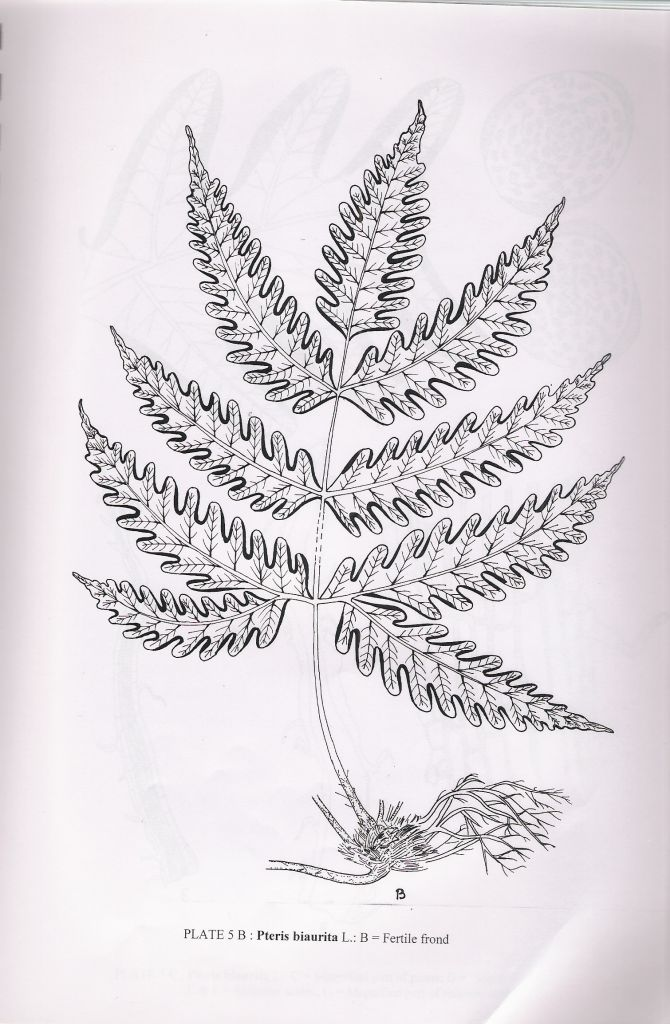 B
PLATE 5 B : Pteris biaurita L.: B = Fertile frond